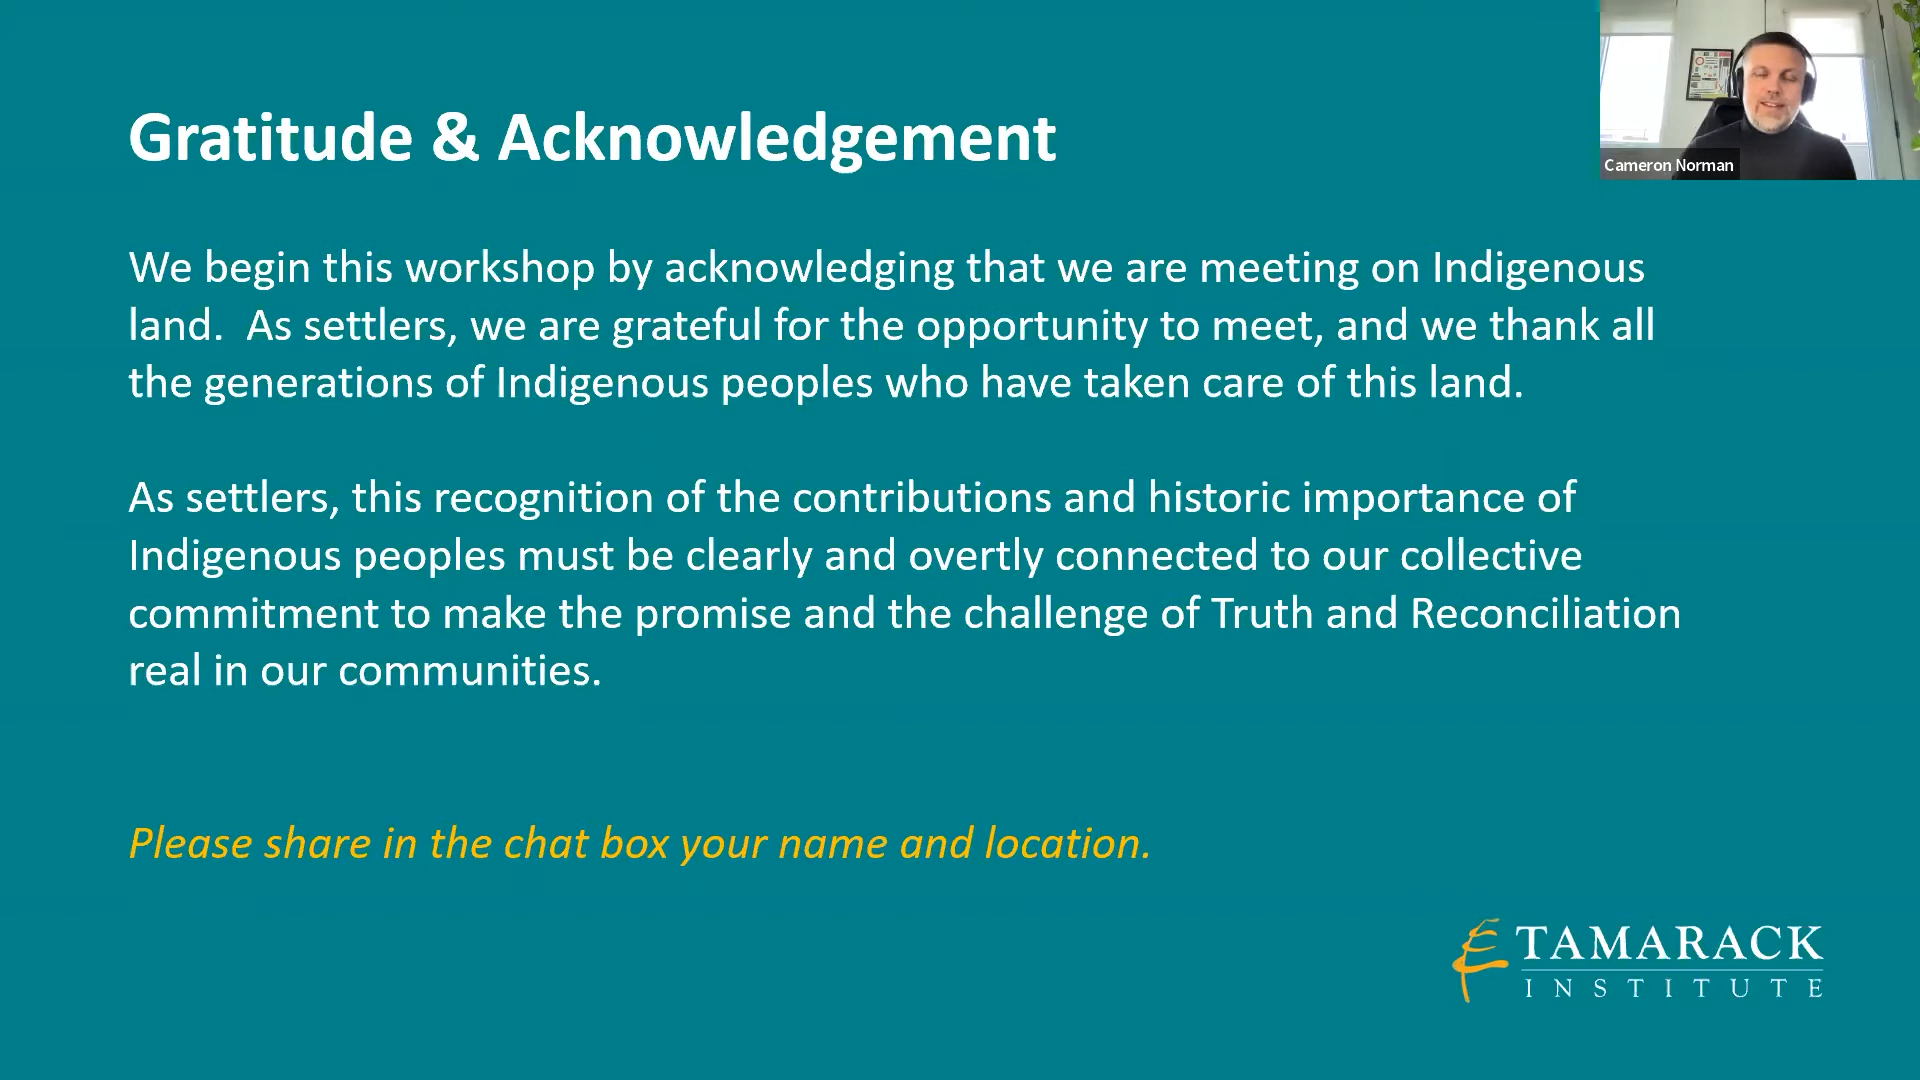 Gratitude & Acknowledgement
Cameron Norman
We begin this workshop by acknowledging that we are meeting on Indigenous
land.  As settlers, we are grateful for the opportunity to meet, and we thank all
the generations of Indigenous peoples who have taken care of this land.
As settlers, this recognition of the contributions and historic importance of
Indigenous peoples must be clearly and overtly connected to our collective
commitment to make the promise and the challenge of Truth and Reconciliation
real in our communities.
Please share in the chat box your name and location.
TAMARACK
INSTITUTE